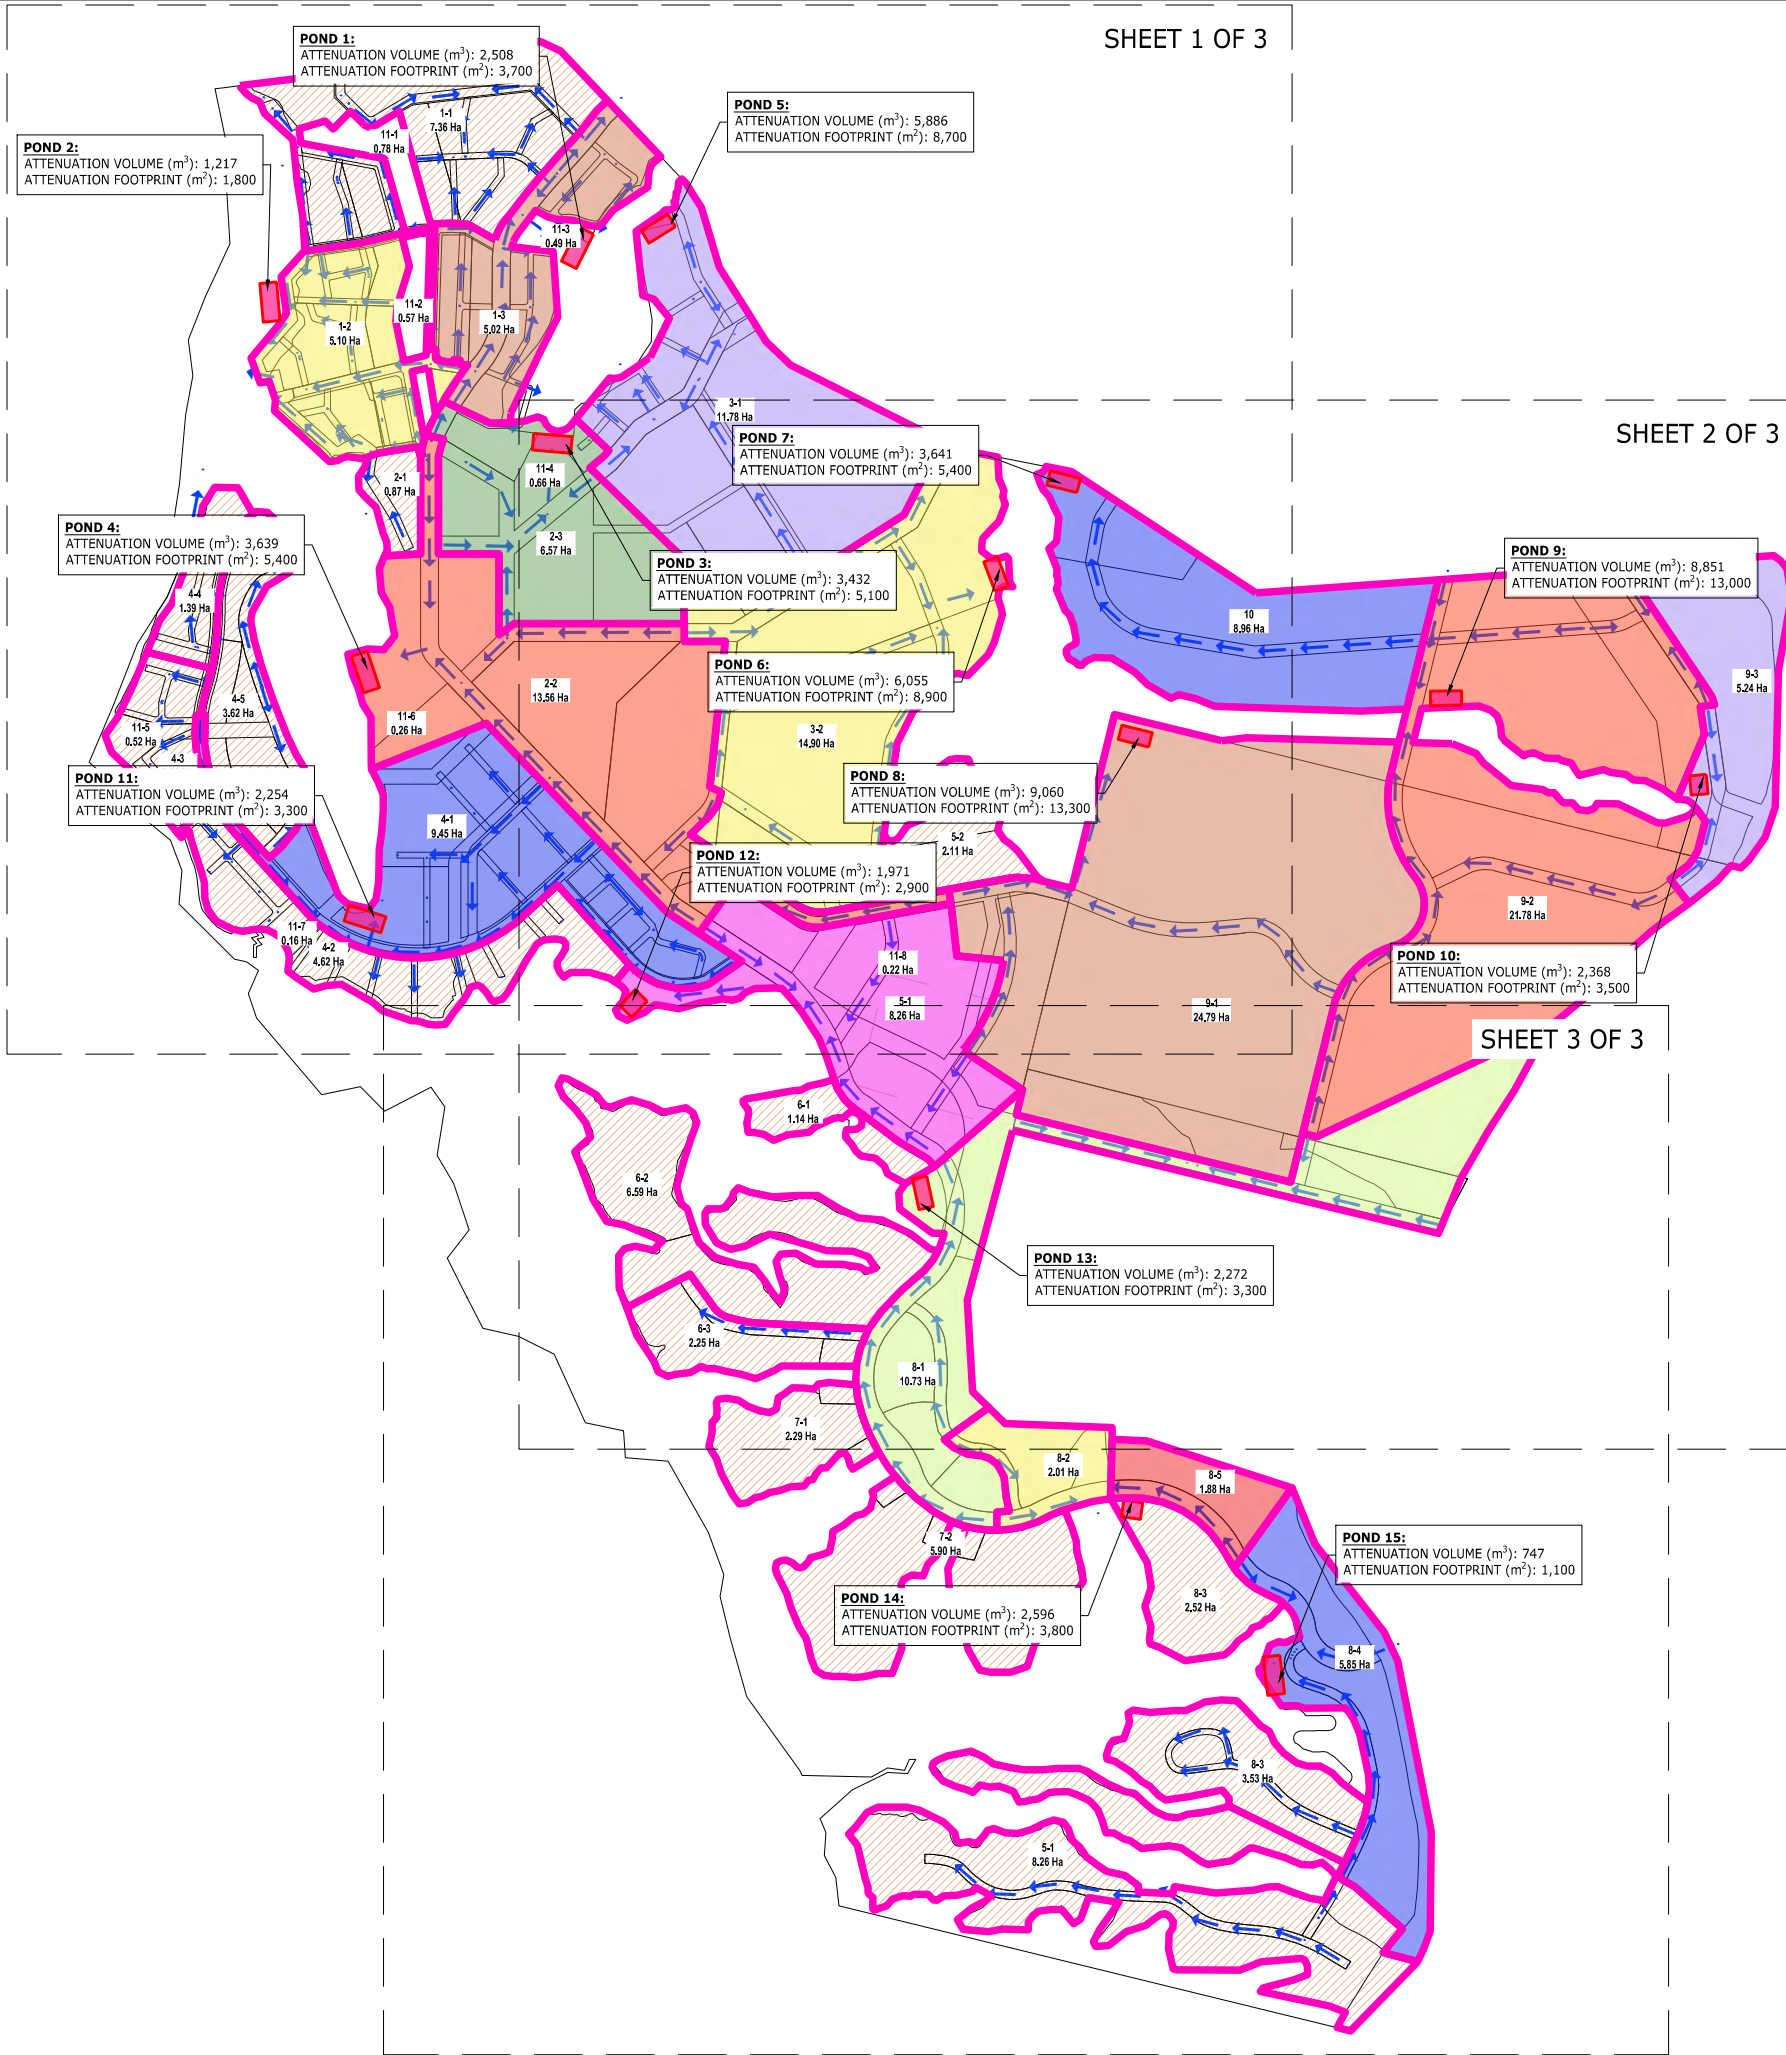 SHEET 1 OF 3
POND 1:
ATTENUATION VOLUME (m³): 2,508
ATTENUATION FOOTPRINT (m²): 3,700
POND 5:
ATTENUATION VOLUME (m³): 5,886
ATTENUATION FOOTPRINT (m²): 8,700
POND 2:
ATTENUATION VOLUME (m³): 1,217
ATTENUATION FOOTPRINT (m²): 1,800
1-1
7.36 Ha
11-1
0.78 Ha
11-3
0.49 Ha
11-2
0.57 Ha
1-2
5.10 Ha
1-3
5.02 Ha
3-1
11.78 Ha
SHEET 2 OF 3
POND 7:
ATTENUATION VOLUME (m³): 3,641
ATTENUATION FOOTPRINT (m²): 5,400
11-4
0.66 Ha
2-1
0.87 Ha
POND 4:
ATTENUATION VOLUME (m³): 3,639
ATTENUATION FOOTPRINT (m²): 5,400
2-3
6.57 Ha
POND 3:
ATTENUATION VOLUME (m³): 3,432
ATTENUATION FOOTPRINT (m²): 5,100
POND 9:
ATTENUATION VOLUME (m³): 8,851
ATTENUATION FOOTPRINT (m²): 13,000
4-4
1.39 Ha
10
8.96 Ha
POND 6:
ATTENUATION VOLUME (m³): 6,055
ATTENUATION FOOTPRINT (m²): 8,900
9-3
5.24 Ha
2-2
13.56 Ha
4-5
3.62 Ha
11-6
0.26 Ha
11-5
0.52 Ha
3-2
14.90 Ha
4-3
POND 11:
ATTENUATION VOLUME (m³): 2,254
ATTENUATION FOOTPRINT (m²): 3,300
POND 8:
ATTENUATION VOLUME (m³): 9,060
ATTENUATION FOOTPRINT (m²): 13,300
4-1
9.45 Ha
5-2
2.11 Ha
POND 12:
ATTENUATION VOLUME (m³): 1,971
ATTENUATION FOOTPRINT (m²): 2,900
9-2
21.78 Ha
11-7
0.16 Ha
4-2
4.62 Ha
11-8
0.22 Ha
POND 10:
ATTENUATION VOLUME (m³): 2,368
ATTENUATION FOOTPRINT (m²): 3,500
5-1
8.26 Ha
9-1
24.79 Ha
SHEET 3 OF 3
6-1
1.14 Ha
6-2
6.59 Ha
POND 13:
ATTENUATION VOLUME (m³): 2,272
ATTENUATION FOOTPRINT (m²): 3,300
6-3
2.25 Ha
8-1
10.73 Ha
7-1
2.29 Ha
8-2
2.01 Ha
8-5
1.88 Ha
7-2
5.90 Ha
POND 15:
ATTENUATION VOLUME (m³): 747
ATTENUATION FOOTPRINT (m²): 1,100
POND 14:
ATTENUATION VOLUME (m³): 2,596
ATTENUATION FOOTPRINT (m²): 3,800
8-3
2.52 Ha
8-4
5.85 Ha
8-3
3.53 Ha
5-1
8.26 Ha